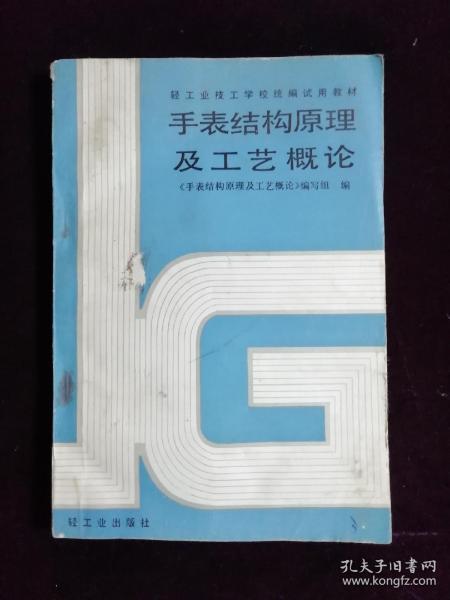 轻工业技工学校统编试用教材
手表结构原理
及工艺概论
《手表结构原理及工艺概论》编写组 编
轻工业出版社
孔夫子旧书网
www.kongfz.com